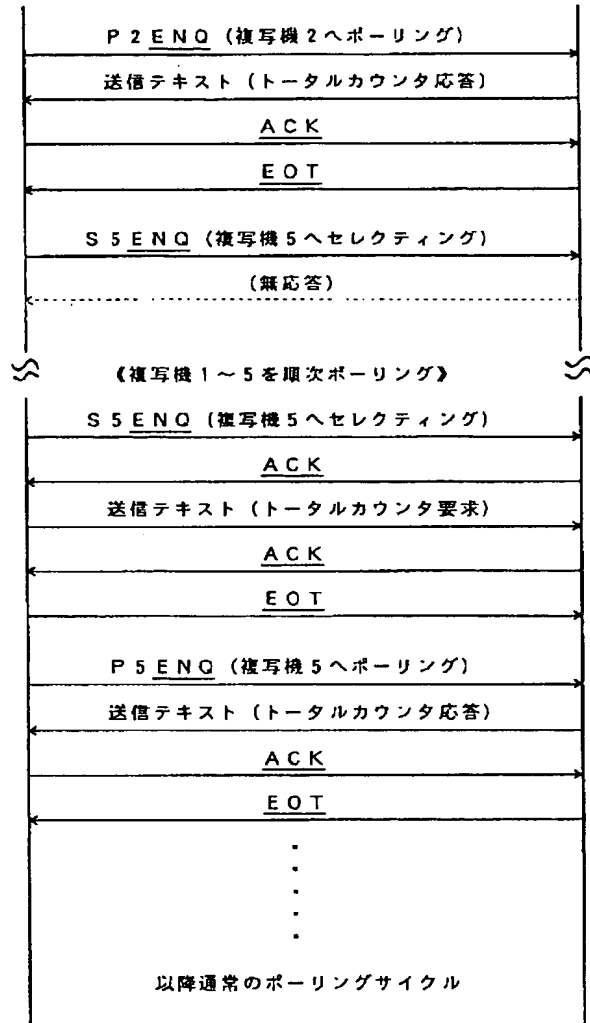 P2ENQ (複写機2へポーリング)
送信テキスト (トータルカウンタ応答)
ACK
EOT
S5ENQ (複写機5へセレクティング)
(無応答)
《複写機1～5を順次ポーリング》
S5ENQ (複写機5へセレクティング)
ACK
送信テキスト (トータルカウンタ要求)
ACK
EOT
P5ENQ (複写機5へポーリング)
送信テキスト (トータルカウンタ応答)
ACK
EOT
以降通常のポーリングサイクル